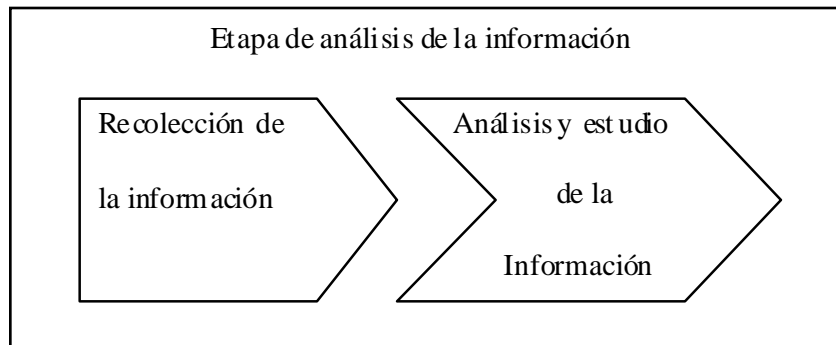 Etapa de análisis de la información
Recolección de
la información
Análisis y estudio
de la
Información